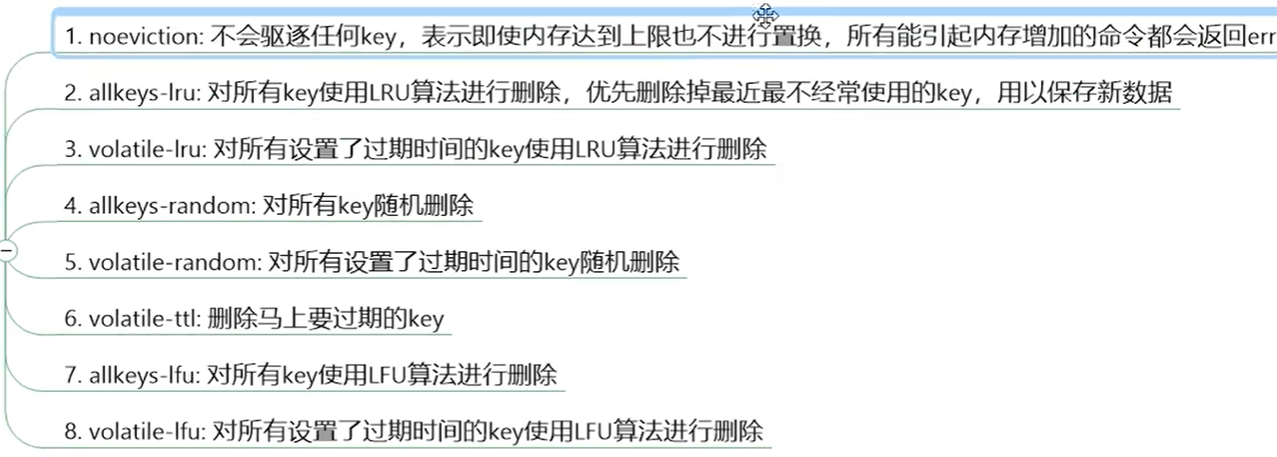 1. noeviction: 不会驱逐任何key，表示即使内存达到上限也不进行置换，所有能引起内存增加的命令都会返回err
2. allkeys-lru: 对所有key使用LRU算法进行删除，优先删除掉最近最不经常使用的key，用以保存新数据
3. volatile-lru: 对所有设置了过期时间的key使用LRU算法进行删除
4. allkeys-random: 对所有key随机删除
5. volatile-random: 对所有设置了过期时间的key随机删除
6. volatile-ttl: 删除马上要过期的key
7. allkeys-lfu: 对所有key使用LFU算法进行删除
8. volatile-lfu: 对所有设置了过期时间的key使用LFU算法进行删除